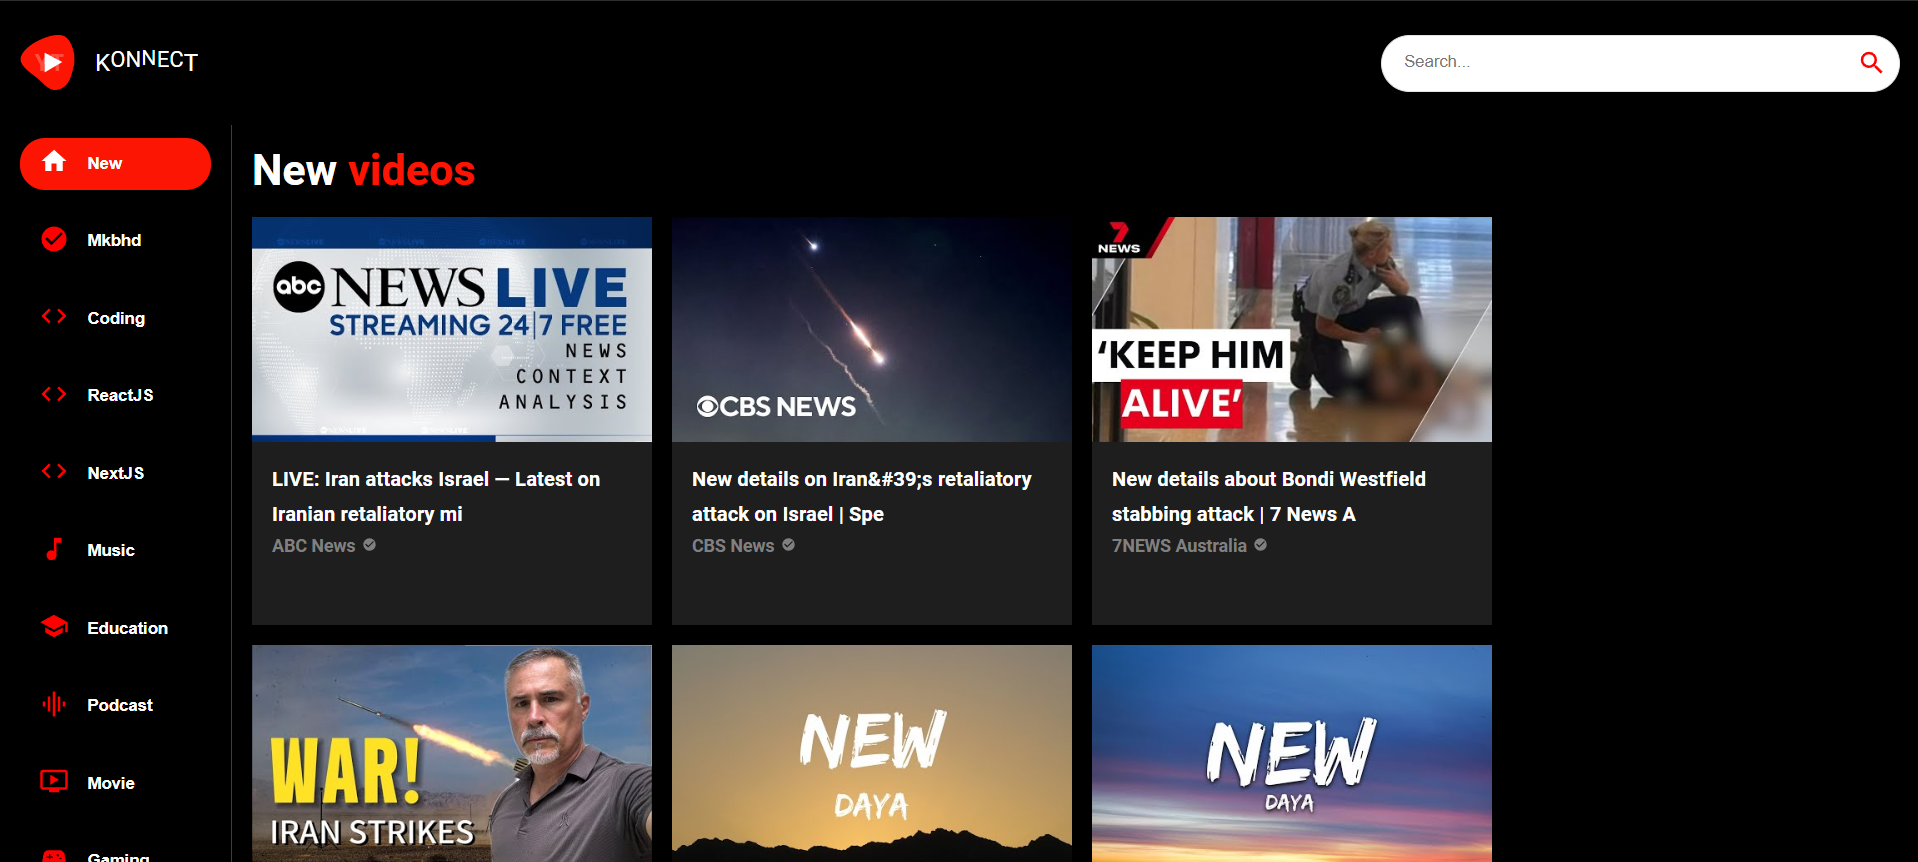 YT KONNECT
Search...
New
Mkbhd
Coding
ReactJS
NextJS
Music
Education
Podcast
Movie
Gaming
New videos
abc NEWS LIVE
STREAMING 24|7 FREE
NEWS
CONTEXT
ANALYSIS
LIVE: Iran attacks Israel — Latest on
Iranian retaliatory mi
ABC News
CBS NEWS
New details on Iran&#39;s retaliatory
attack on Israel | Spe
CBS News
7
NEWS
‘KEEP HIM
ALIVE’
New details about Bondi Westfield
stabbing attack | 7 News A
7NEWS Australia
WAR!
IRAN STRIKES
NEW
DAYA
NEW
DAYA